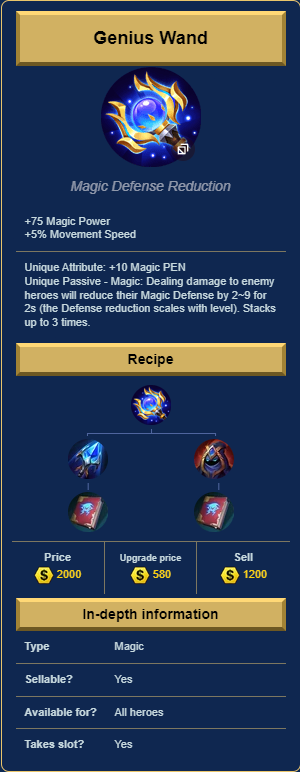 Genius Wand
Magic Defense Reduction
+75 Magic Power
+5% Movement Speed
Unique Attribute: +10 Magic PEN
Unique Passive - Magic: Dealing damage to enemy
heroes will reduce their Magic Defense by 2~9 for
2s (the Defense reduction scales with level). Stacks
up to 3 times.
Recipe
Price Upgrade price Sell
S 2000 S 580 S 1200
In-depth information
Type Magic
Sellable? Yes
Available for? All heroes
Takes slot? Yes